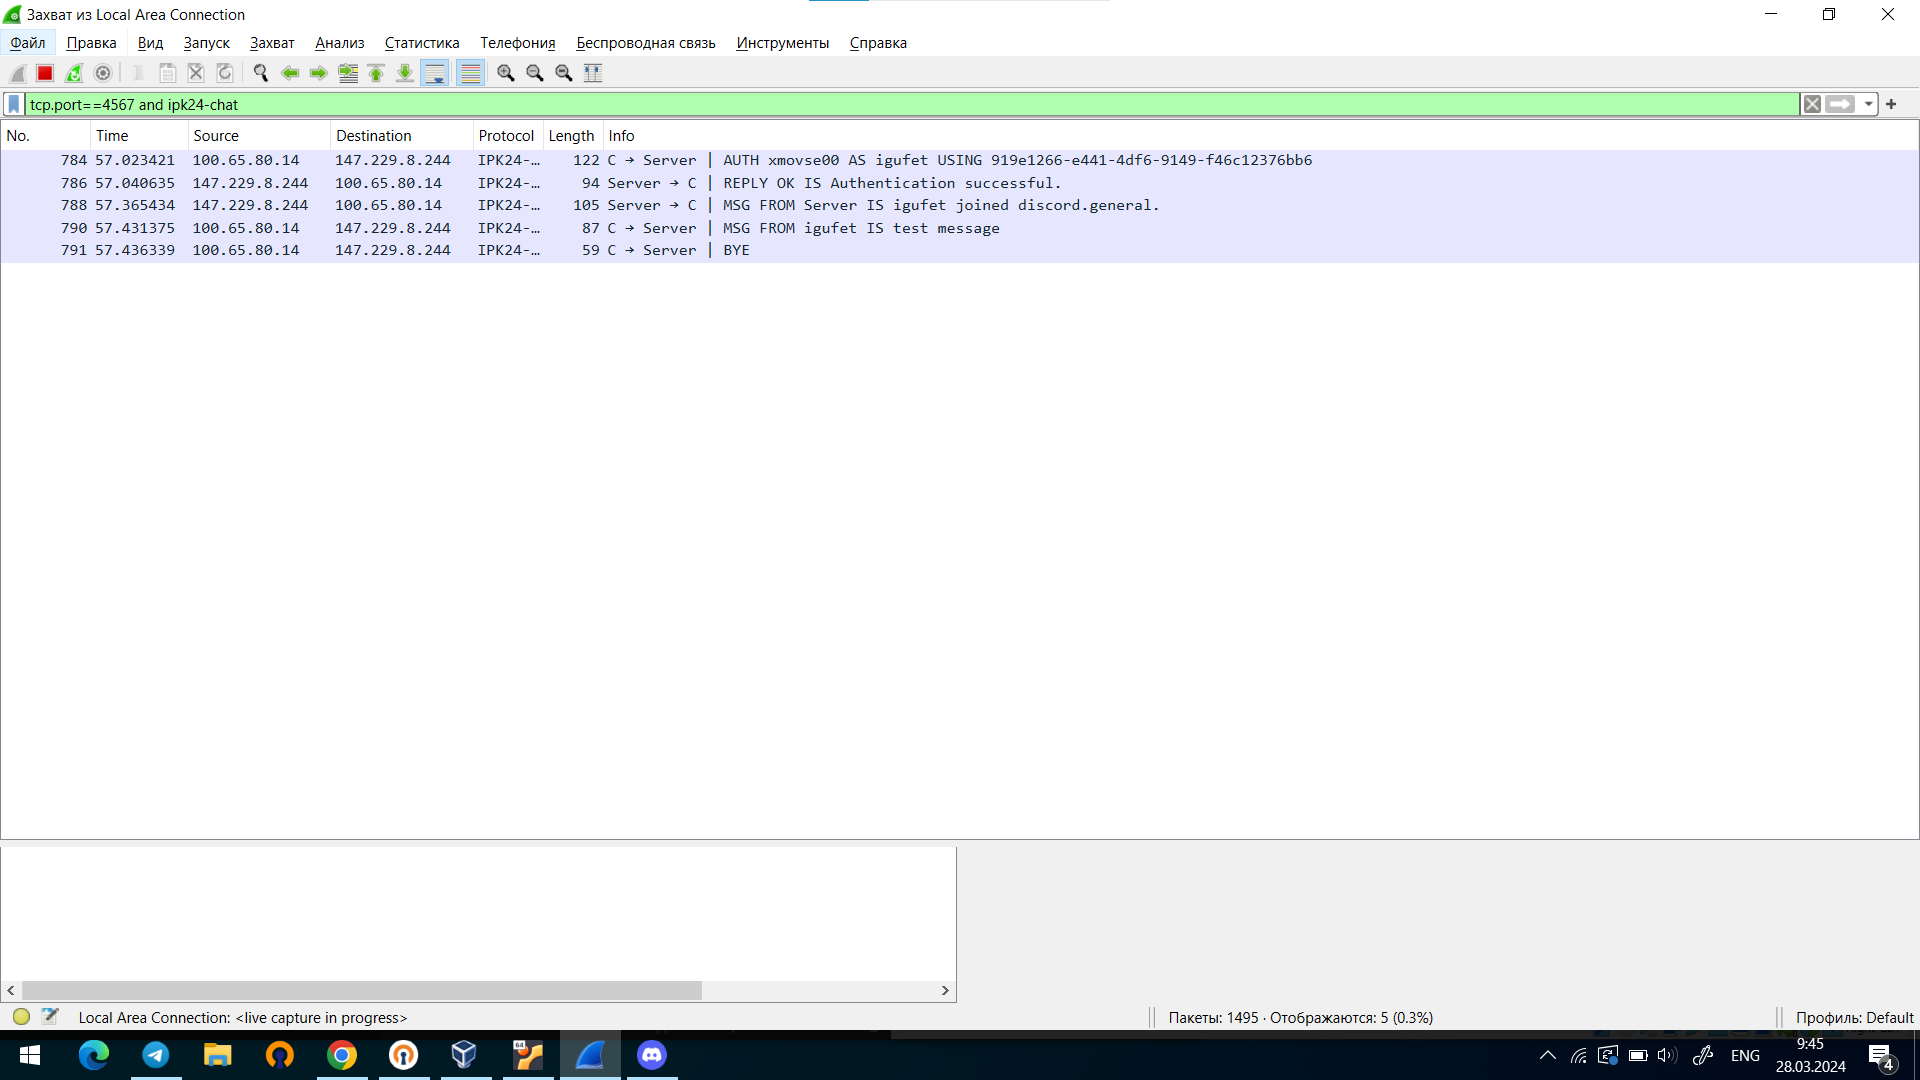 Захват из Local Area Connection
Файл Правка Вид Запуск Захват Анализ Статистика Телефония Беспроводная связь Инструменты Справка
tcp.port==4567 and ipk24-chat
No. Time Source Destination Protocol Length Info
784 57.023421 100.65.80.14 147.229.8.244 IPK24-… 122 C → Server | AUTH xmovse00 AS igufet USING 919e1266-e441-4df6-9149-f46c12376bb6
786 57.040635 147.229.8.244 100.65.80.14 IPK24-… 94 Server → C | REPLY OK IS Authentication successful.
788 57.365434 147.229.8.244 100.65.80.14 IPK24-… 105 Server → C | MSG FROM Server IS igufet joined discord.general.
790 57.431375 100.65.80.14 147.229.8.244 IPK24-… 87 C → Server | MSG FROM igufet IS test message
791 57.436339 100.65.80.14 147.229.8.244 IPK24-… 59 C → Server | BYE
Local Area Connection: <live capture in progress> Пакеты: 1495 · Отображаются: 5 (0.3%) Профиль: Default
64
ENG
9:45
28.03.2024
4